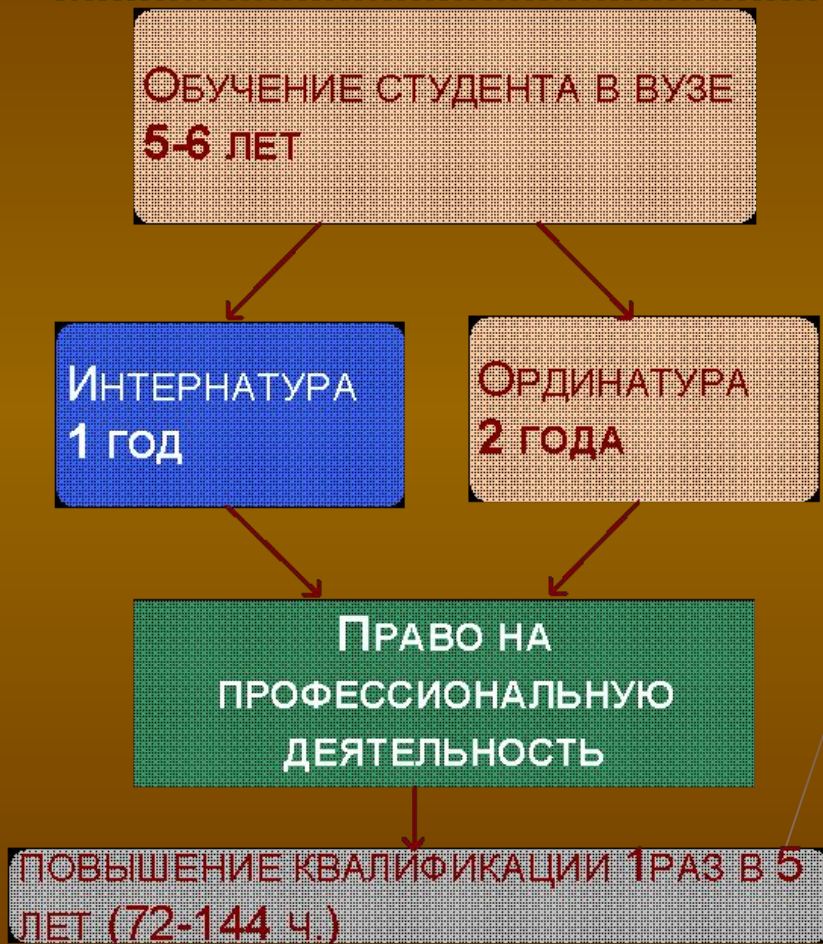 Обучение студента в вузе
5-6 лет
Интернатура
1 год
Ординатура
2 года
Право на
профессиональную
деятельность
повышение квалификации 1раз в 5
лет (72-144 ч.)